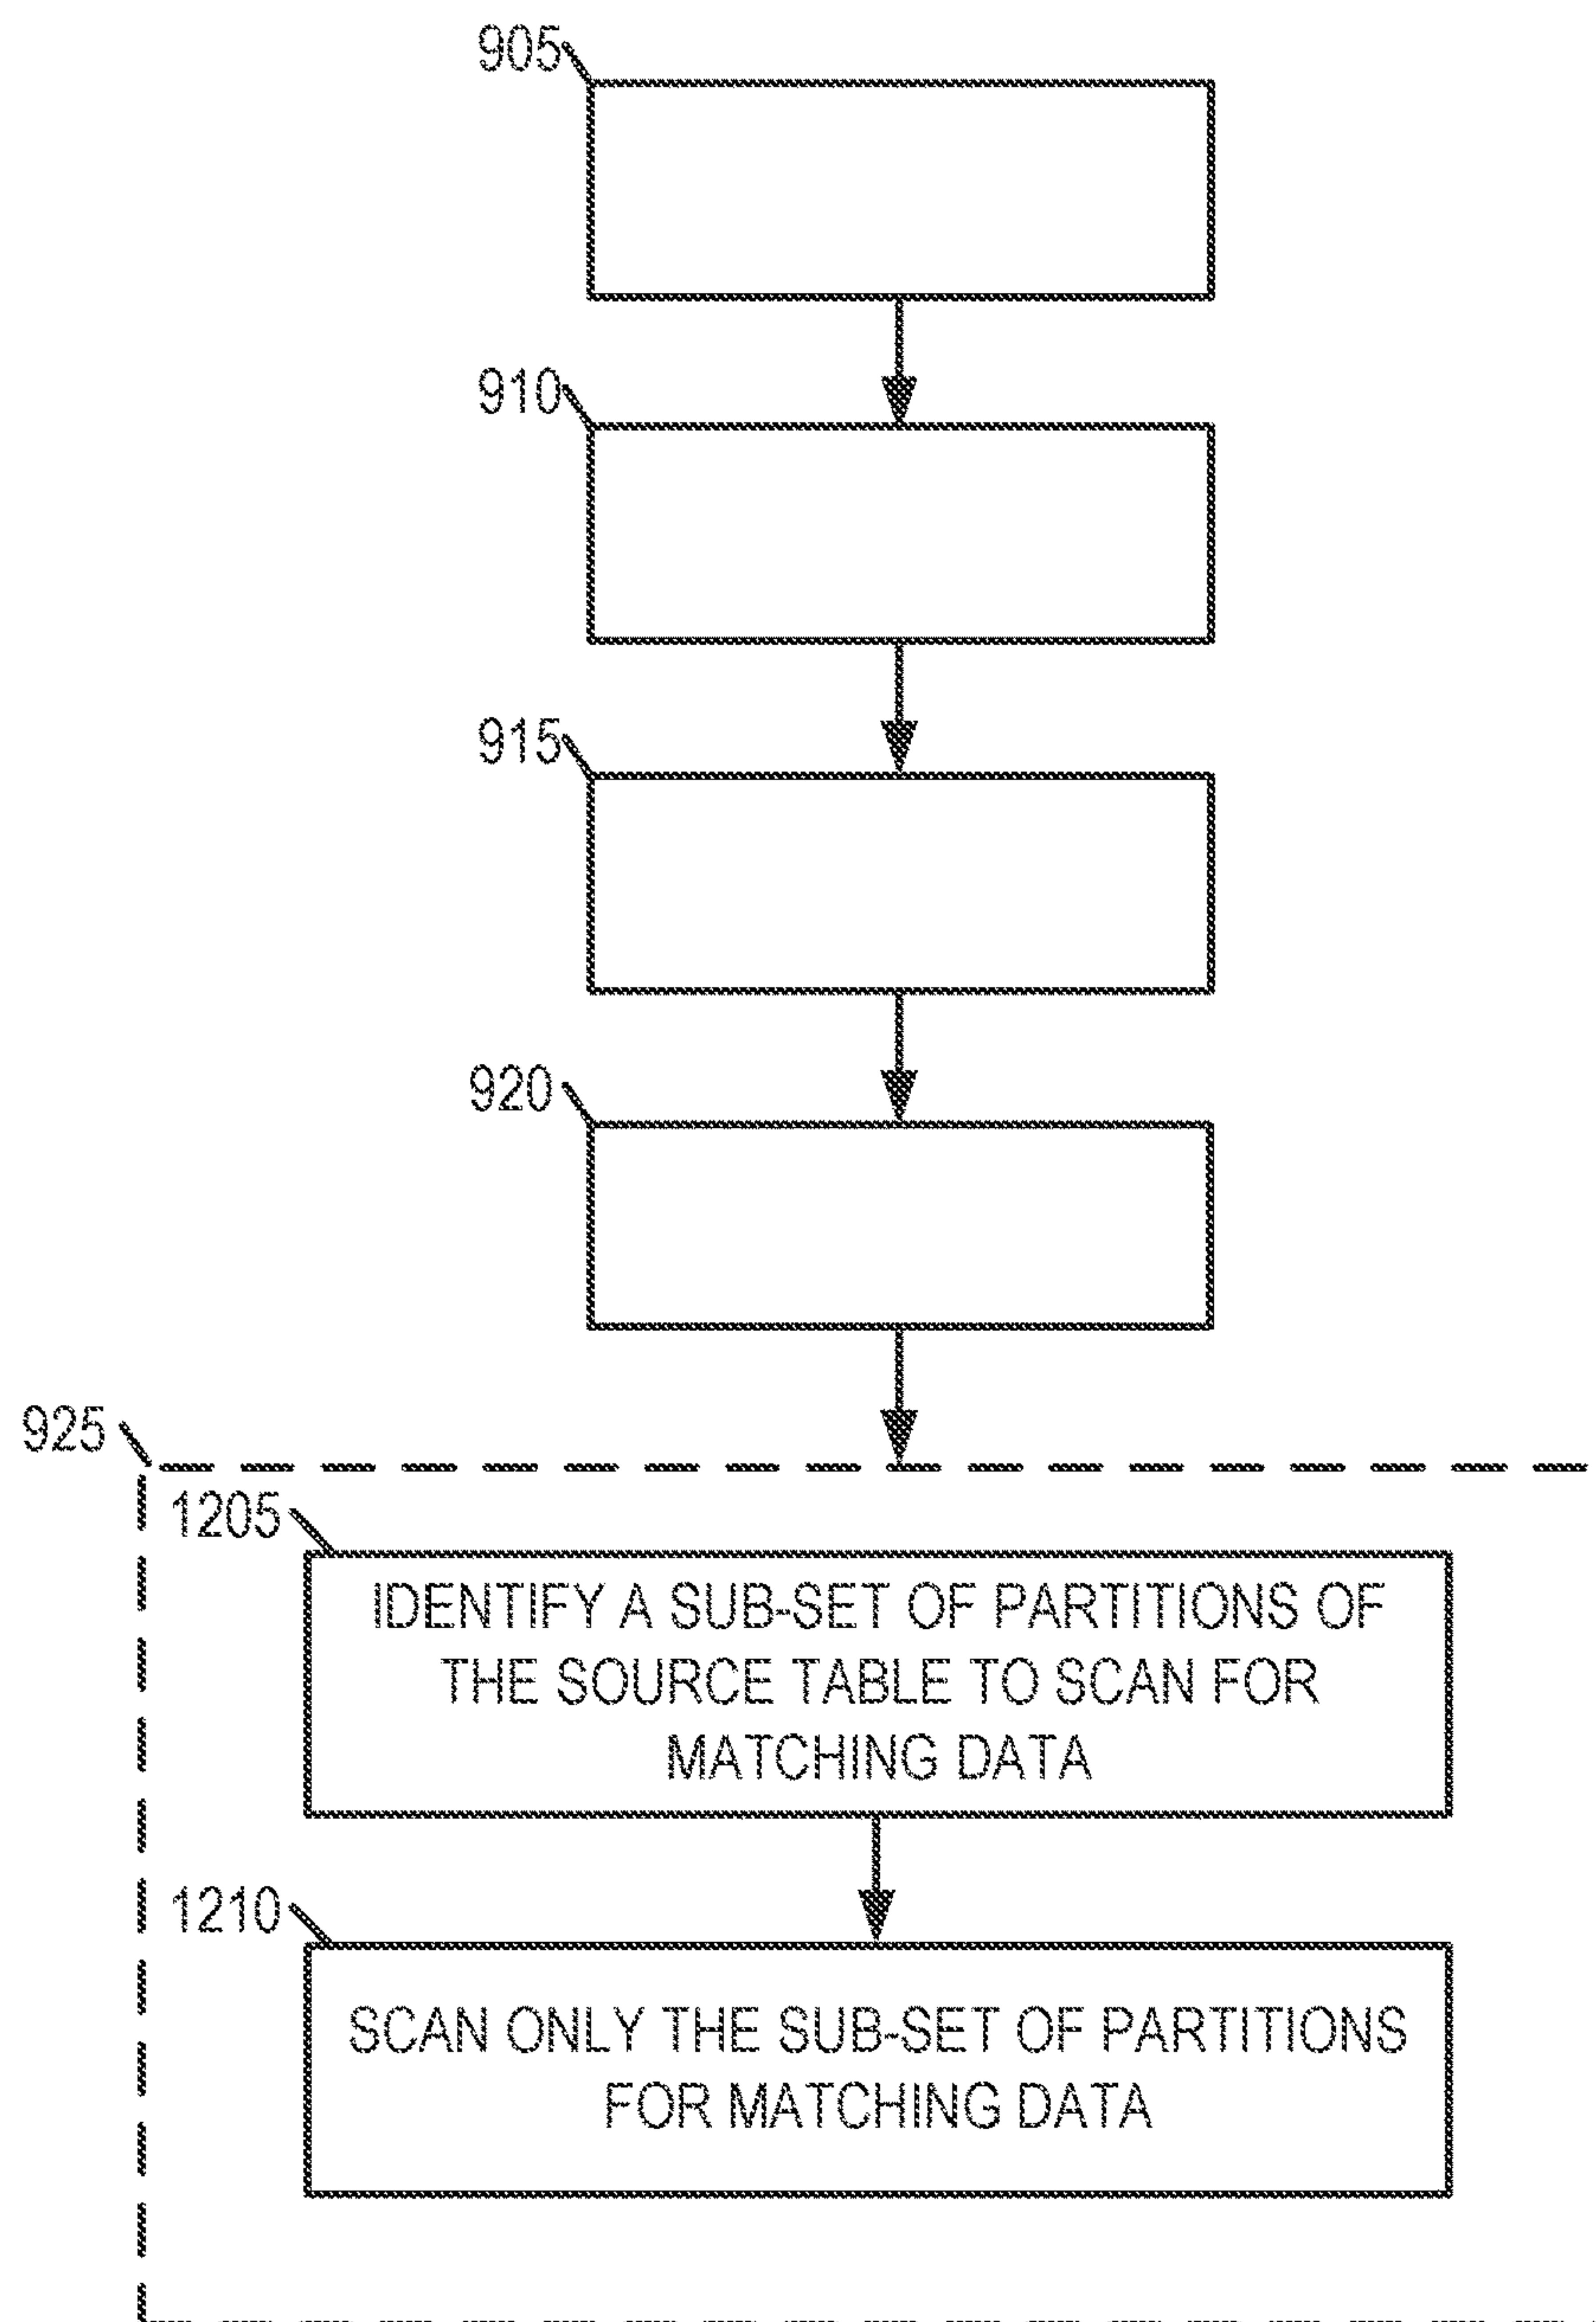 905
910
915
920
925
1205
IDENTIFY A SUB-SET OF PARTITIONS OF
THE SOURCE TABLE TO SCAN FOR
MATCHING DATA
1210
SCAN ONLY THE SUB-SET OF PARTITIONS
FOR MATCHING DATA